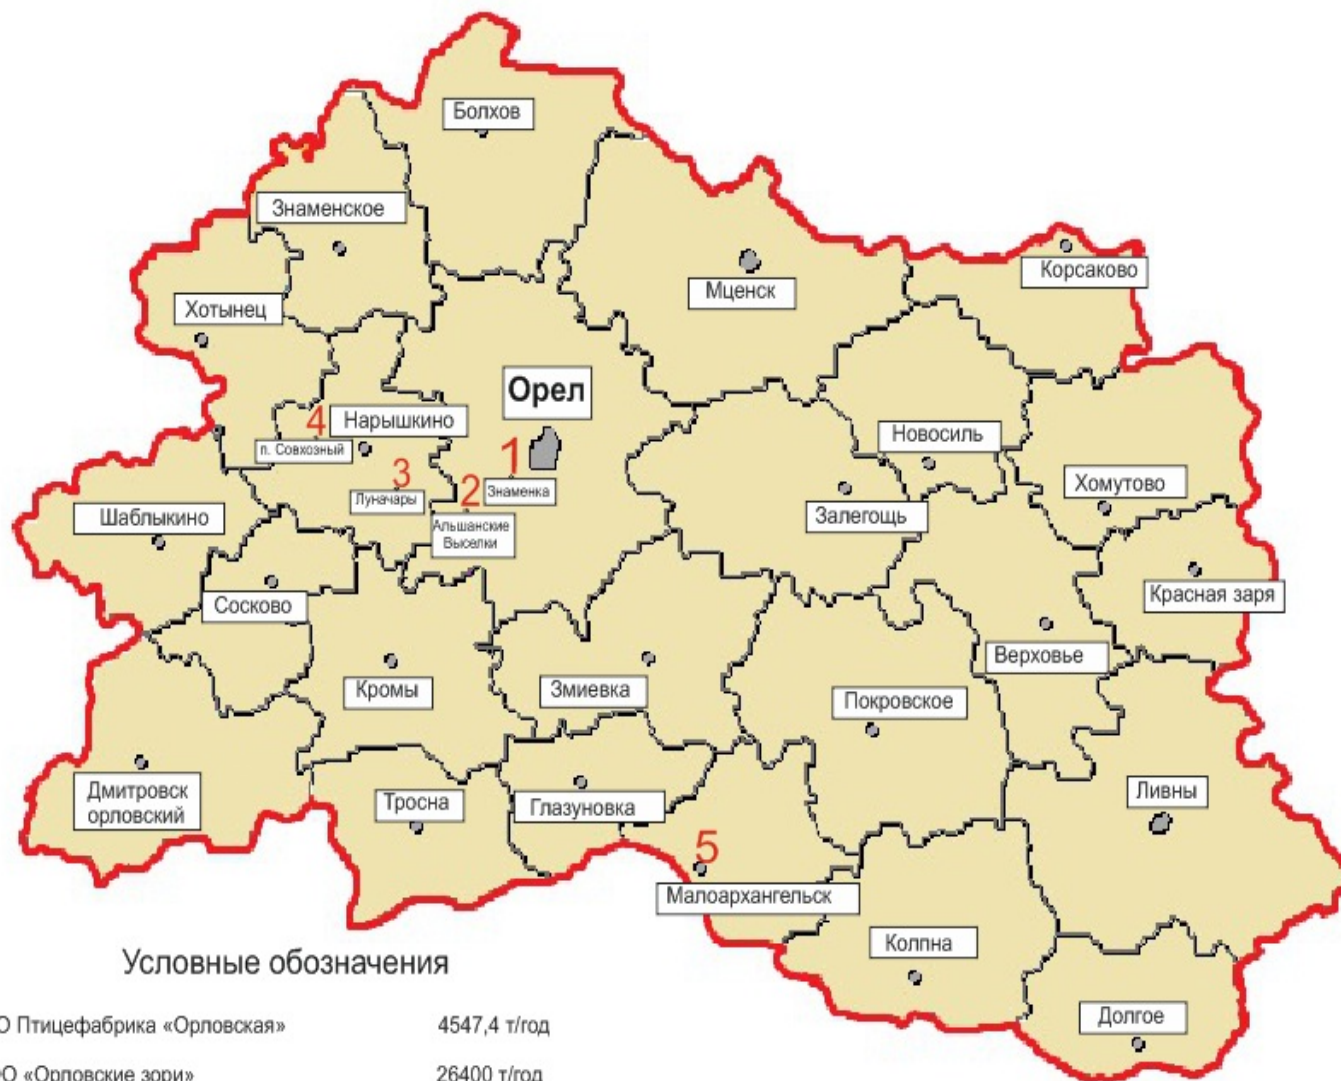 Болхов
Знаменское
Корсаково
Мценск
Хотынец
Орел
4
Нарышкино
Новосиль
п. Совхозный
1
3
2
Знаменка
Хомутово
Луначары
Шаблыкино
Залегощь
Альшанские
Выселки
Красная заря
Сосково
Верховье
Кромы
Змиевка
Покровское
Дмитровск
орловский
Тросна
Глазуновка
Ливны
5
Малоархангельск
Колпна
Условные обозначения
Долгое
О Птицефабрика «Орловская» 4547,4 т/год
О «Орловские зори» 26400 т/год